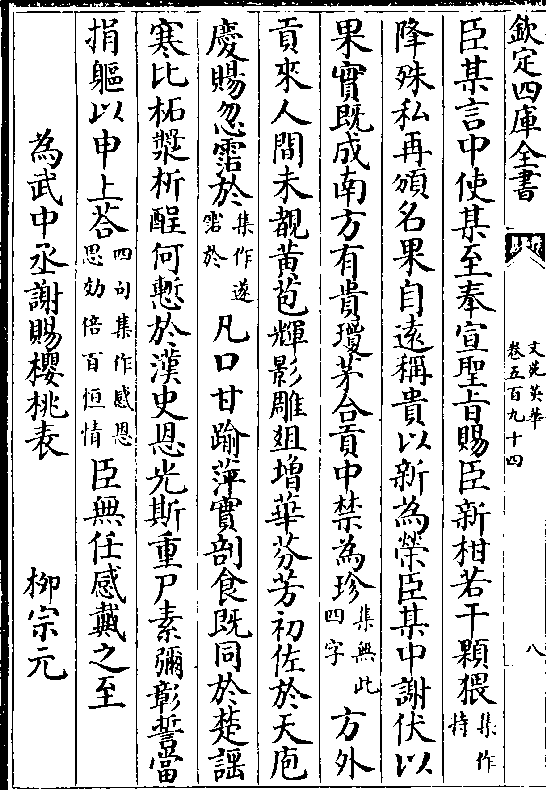 欽定四庫全書
文苑英華
卷五百九十四
八
臣某言中使某至奉宣聖旨賜臣新柑若干顆猥集作特
降殊私再頒名果自遠稱貴以新為榮臣某中謝伏以
果實既成南方有貴瓊茅合貢中禁為珍集無此四字方外
貢來人間未覩黃苞輝影雕俎增華芬芳初佐於天庖
慶賜忽霑於集作遂霑於凡口甘踰萍實剖食既同於楚謡
寒比柘漿析酲何慙於漢史恩光斯重尸素彌彰誓當
捐軀以申上荅四句集作感恩思効倍百恒情臣無任感戴之至
為武中丞謝賜櫻桃表 柳宗元